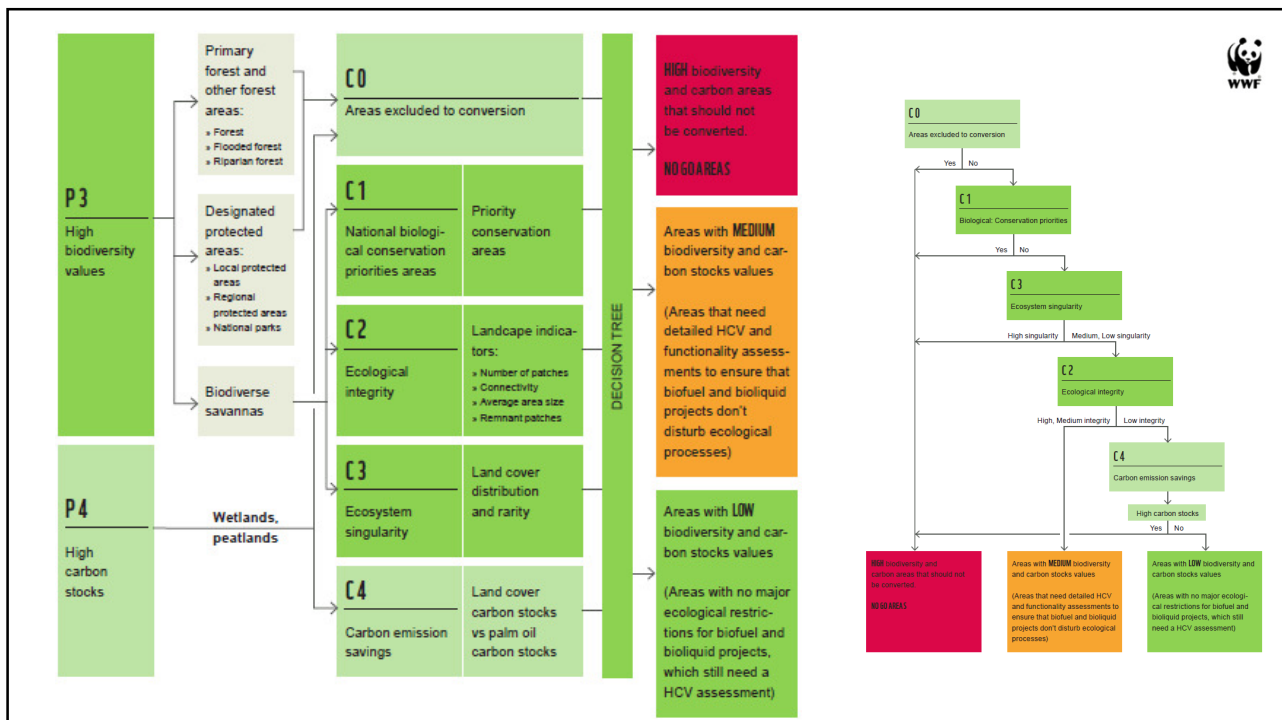 P3
High
biodiversity
values
P4
High
carbon
stocks
Primary
forest and
other forest
areas:
» Forest
» Flooded forest
» Riparian forest
Designated
protected
areas:
» Local protected
areas
» Regional
protected areas
» National parks
Biodiverse
savannas
Wetlands,
peatlands
C0
Areas excluded to conversion
C1
National biologi-
cal conservation
priorities areas
Priority
conservation
areas
C2
Ecological
integrity
Landcape indica-
tors:
» Number of patches
» Connectivity
» Average area size
» Remnant patches
C3
Ecosystem
singularity
Land cover
distribution
and rarity
C4
Carbon emission
savings
Land cover
carbon stocks
vs palm oil
carbon stocks
DECISION TREE
HIGH biodiversity
and carbon areas
that should not
be converted.
NO GO AREAS
Areas with MEDIUM
biodiversity and car-
bon stocks values
(Areas that need
detailed HCV and
functionality assess-
ments to ensure that
biofuel and bioliquid
projects don't
disturb ecological
processes)
Areas with LOW
biodiversity and car-
bon stocks values
(Areas with no major
ecological restric-
tions for biofuel and
bioliquid projects,
which still need a
HCV assessment)
WWF
C0
Areas excluded to conversion
Yes No
C1
Biological: Conservation priorities
Yes No
C3
Ecosystem singularity
High singularity Medium, Low singularity
C2
Ecological integrity
High, Medium integrity Low integrity
C4
Carbon emission savings
High carbon stocks
Yes No
HIGH biodiversity and
carbon areas that should not
be converted.
NO GO AREAS
Areas with MEDIUM biodiversity
and carbon stocks values
(Areas that need detailed HCV
and functionality assessments to
ensure that biofuel and bioliquid
projects don't disturb ecological
processes)
Areas with LOW biodiversity and
carbon stocks values
(Areas with no major ecologi-
cal restrictions for biofuel and
bioliquid projects, which still
need a HCV assessment)